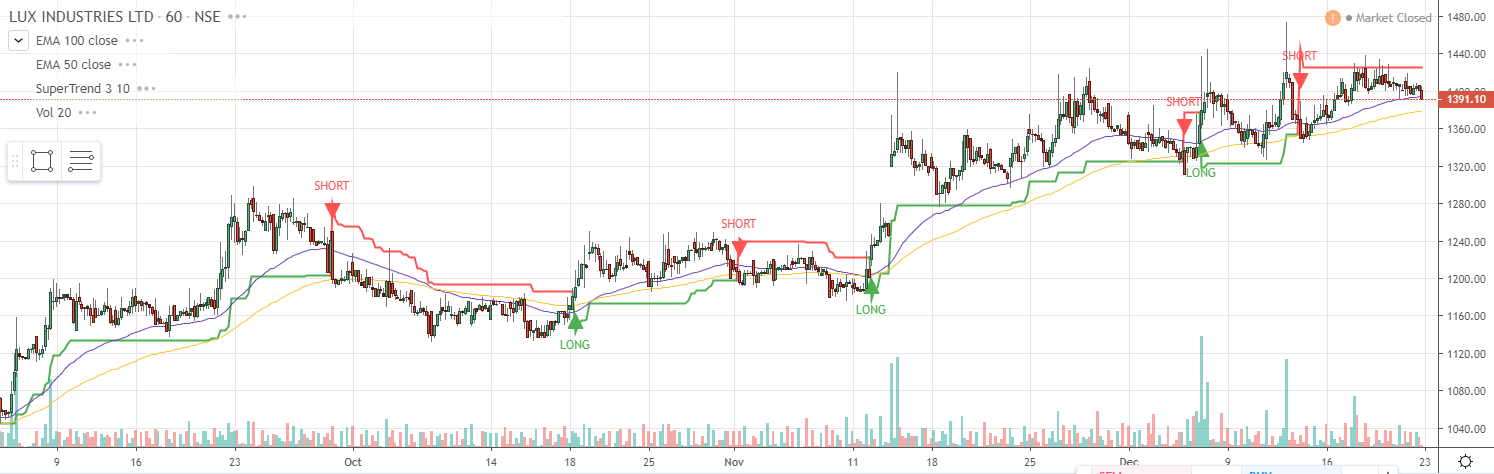 LUX INDUSTRIES LTD · 60 · NSE
Market Closed
EMA 100 close
EMA 50 close
SuperTrend 3 10
Vol 20
SHORT
LONG
SHORT
LONG
SHORT
LONG
SHORT
1480.00
1440.00
1400.00
1391.10
1360.00
1320.00
1280.00
1240.00
1200.00
1160.00
1120.00
1080.00
1040.00
9 16 23 Oct 14 18 25 Nov 11 18 25 Dec 9 16 23